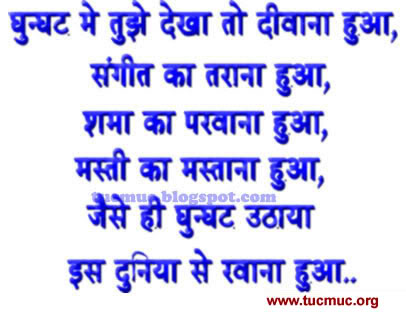 घुन्घट मे तुझे देखा तो दीवाना हुआ,
संगीत का तराना हुआ,
शमा का परवाना हुआ,
मस्ती का मस्ताना हुआ,
tucmuc.blogspot.com
जैसे ही घुन्घट उठाया
इस दुनिया से रवाना हुआ..
www.tucmuc.org